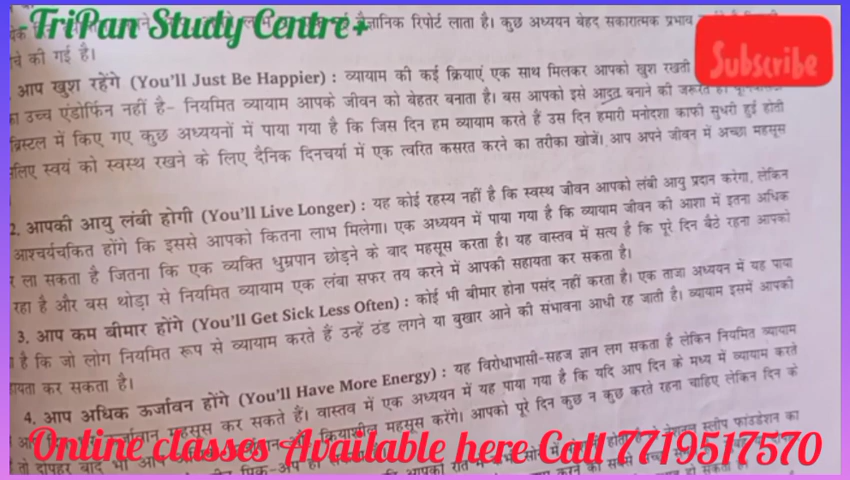 -TriPan Study Centre+
Subscribe
वैज्ञानिक रिपोर्ट लाता है। कुछ अध्ययन बेहद सकारात्मक प्रभाव
की गई है।
आप खुश रहेंगे (You'll Just Be Happier) : व्यायाम की कई क्रियाएं एक साथ मिलकर आपको खुश रखती
उच्च एंडोर्फिन नहीं है– नियमित व्यायाम आपके जीवन को बेहतर बनाता है। बस आपको इसे आदत बनाने की जरूरत है।
ब्रिस्टल में किए गए कुछ अध्ययनों में पाया गया है कि जिस दिन हम व्यायाम करते हैं उस दिन हमारी मनोदशा काफी सुधरी हुई होती
स्वयं को स्वस्थ रखने के लिए दैनिक दिनचर्या में एक त्वरित कसरत करने का तरीका खोजें। आप अपने जीवन में अच्छा महसूस
2. आपकी आयु लंबी होगी (You'll Live Longer) : यह कोई रहस्य नहीं है कि स्वस्थ जीवन आपको लंबी आयु प्रदान करेगा, लेकिन
आश्चर्यचकित होंगे कि इससे आपको कितना लाभ मिलेगा। एक अध्ययन में पाया गया है कि व्यायाम जीवन की आशा में इतना अधिक
ला सकता है जितना कि एक व्यक्ति धुम्रपान छोड़ने के बाद महसूस करता है। यह वास्तव में सत्य है कि पूरे दिन बैठे रहना आपको
रहा है और बस थोड़ा से नियमित व्यायाम एक लंबा सफर तय करने में आपकी सहायता कर सकता है।
3. आप कम बीमार होंगे (You'll Get Sick Less Often) : कोई भी बीमार होना पसंद नहीं करता है। एक ताजा अध्ययन में यह पाया
है कि जो लोग नियमित रूप से व्यायाम करते हैं उन्हें ठंड लगने या बुखार आने की संभावना आधी रह जाती है। व्यायाम इसमें आपको
कर सकता है।
4. आप अधिक ऊर्जावान होंगे (You'll Have More Energy) : यह विरोधाभासी-सहज ज्ञान लग सकता है लेकिन नियमित व्यायाम
महसूस कर सकते हैं। वास्तव में एक अध्ययन में यह पाया गया है कि यदि आप दिन के मध्य में व्यायाम करते
क्रियाशील महसूस करेंगे। आपको पूरे दिन कुछ न कुछ करते रहना चाहिए लेकिन दिन के
Online classes Available here Call 7719517570
स्लीप फाउंडेशन का